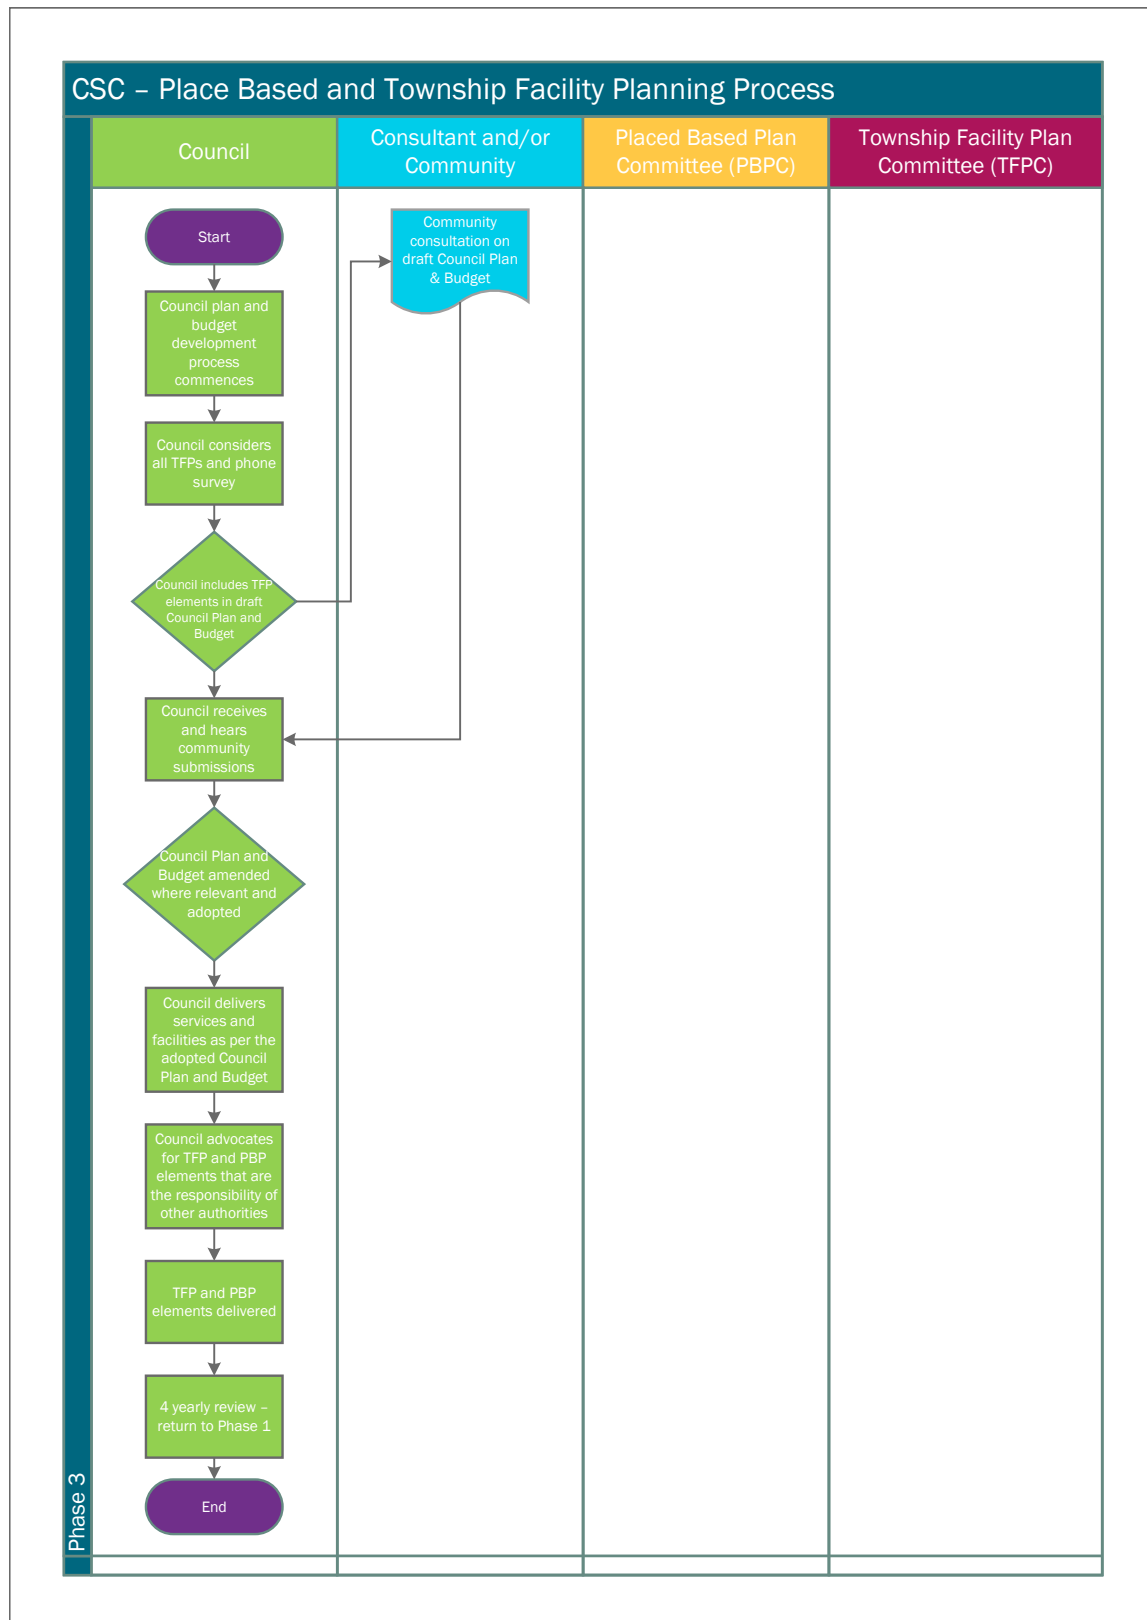 CSC – Place Based and Township Facility Planning Process
Council
Consultant and/or
Community
Placed Based Plan
Committee (PBPC)
Township Facility Plan
Committee (TFPC)
Start
Community
consultation on
draft Council Plan
& Budget
Council plan and
budget
development
process
commences
Council considers
all TFPs and phone
survey
Council includes TFP
elements in draft
Council Plan and
Budget
Council receives
and hears
community
submissions
Council Plan and
Budget amended
where relevant and
adopted
Council delivers
services and
facilities as per the
adopted Council
Plan and Budget
Council advocates
for TFP and PBP
elements that are
the responsibility of
other authorities
TFP and PBP
elements delivered
4 yearly review –
return to Phase 1
End
Phase 3